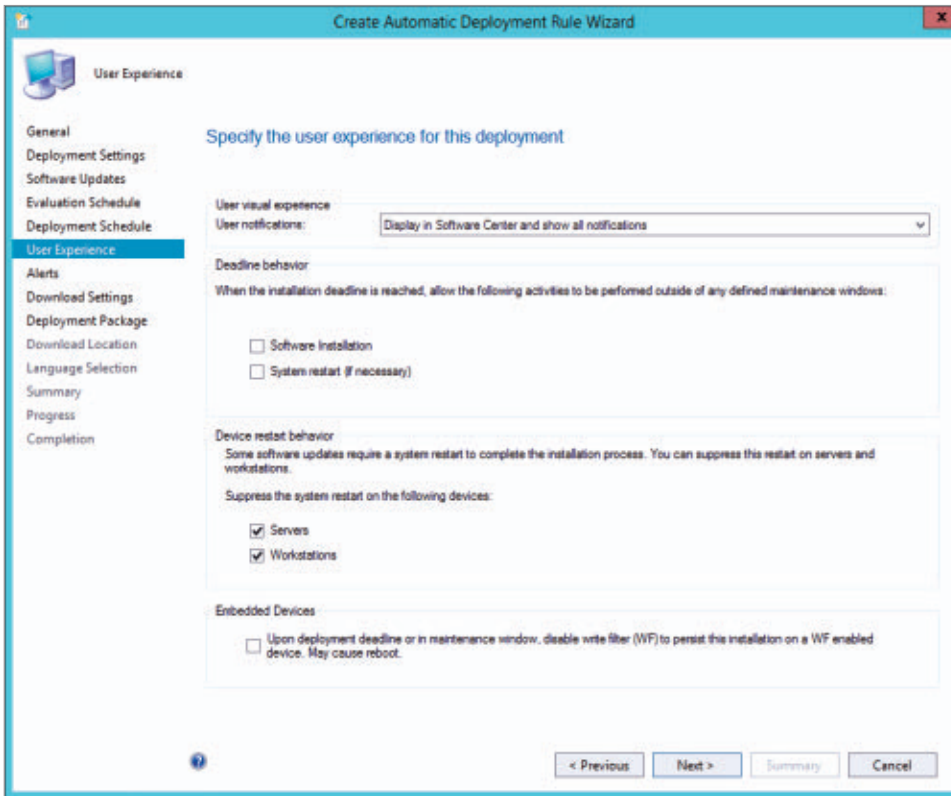 Create Automatic Deployment Rule Wizard
x
User Experience
General
Deployment Settings
Software Updates
Evaluation Schedule
Deployment Schedule
User Experience
Alerts
Download Settings
Deployment Package
Download Location
Language Selection
Summary
Progress
Completion
Specify the user experience for this deployment
User visual experience
User notifications: Display in Software Center and show all notifications
Deadline behavior
When the installation deadline is reached, allow the following activities to be performed outside of any defined maintenance windows:
Software Installation
System restart (if necessary)
Device restart behavior
Some software updates require a system restart to complete the installation process. You can suppress this restart on servers and
workstations.
Suppress the system restart on the following devices:
Servers
Workstations
Embedded Devices
Upon deployment deadline or in maintenance window, disable write filter (WF) to persist this installation on a WF enabled
device. May cause reboot.
?
< Previous Next > Summary Cancel